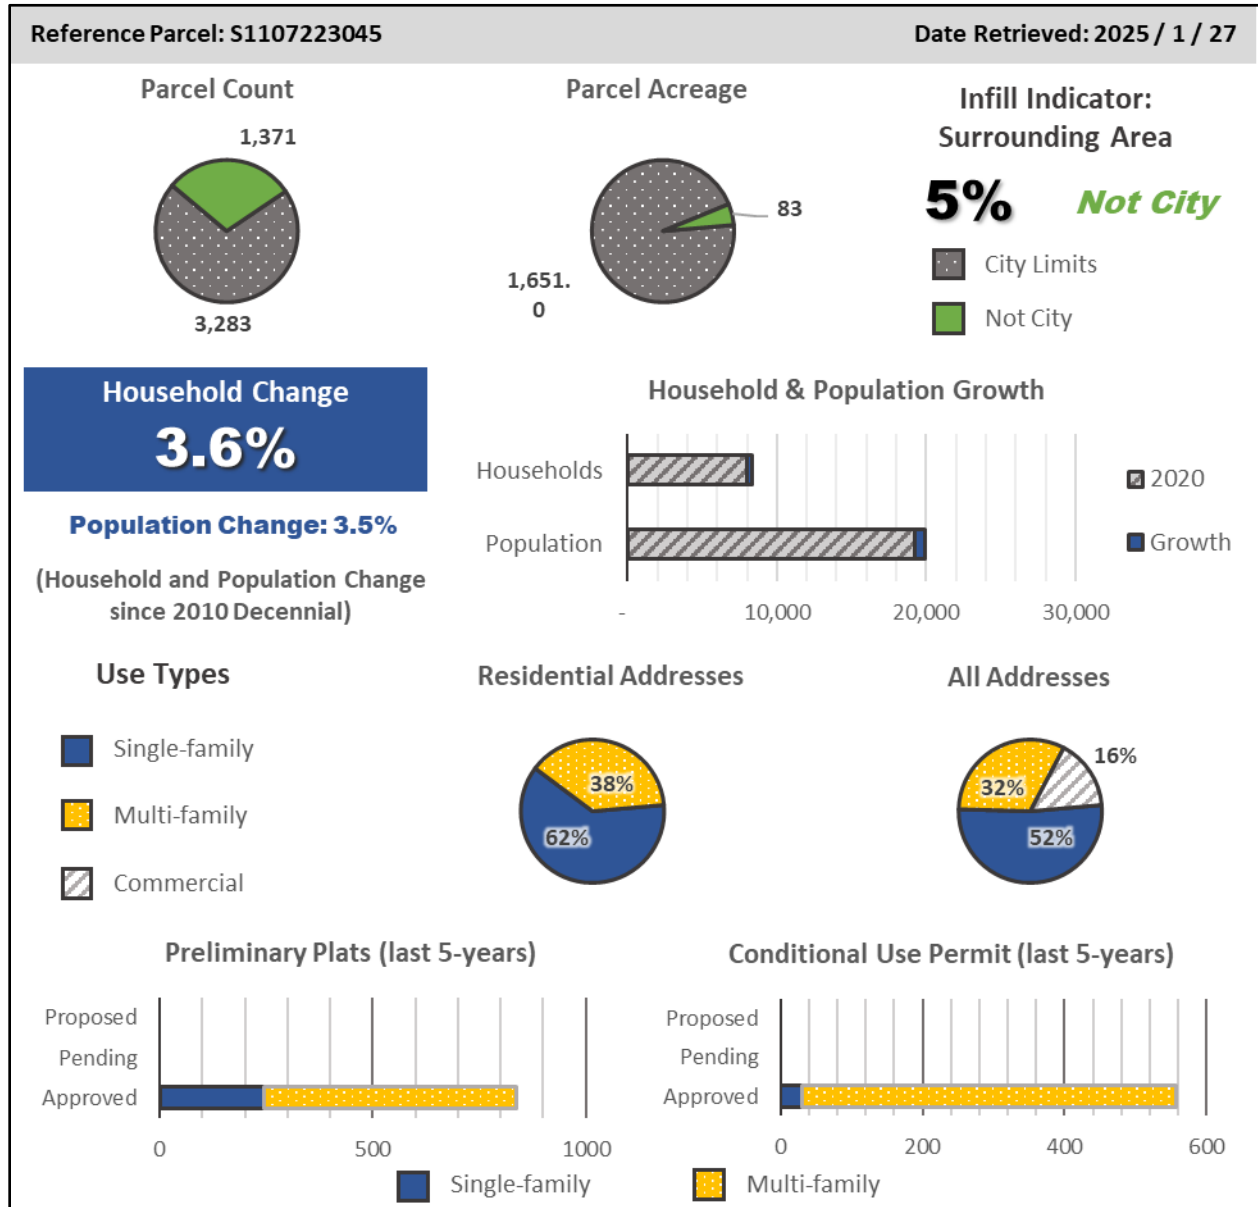 Reference Parcel: S1107223045
Date Retrieved: 2025 / 1 / 27
Parcel Count
1,371
3,283
Parcel Acreage
83
1,651.
0
Infill Indicator:
Surrounding Area
5%
Not City
City Limits
Not City
Household Change
3.6%
Population Change: 3.5%
(Household and Population Change
since 2010 Decennial)
Household & Population Growth
Households
Population
-
10,000
20,000
30,000
2020
Growth
Use Types
Single-family
Multi-family
Commercial
Residential Addresses
38%
62%
All Addresses
16%
32%
52%
Preliminary Plats (last 5-years)
Proposed
Pending
Approved
0
500
1000
Conditional Use Permit (last 5-years)
Proposed
Pending
Approved
0
200
400
600
Single-family
Multi-family